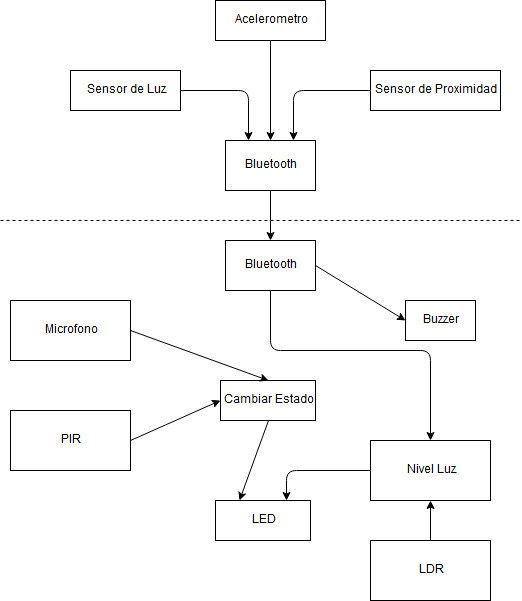 Acelerometro
Sensor de Luz
Sensor de Proximidad
Bluetooth
Bluetooth
Microfono
Buzzer
Cambiar Estado
PIR
Nivel Luz
LED
LDR